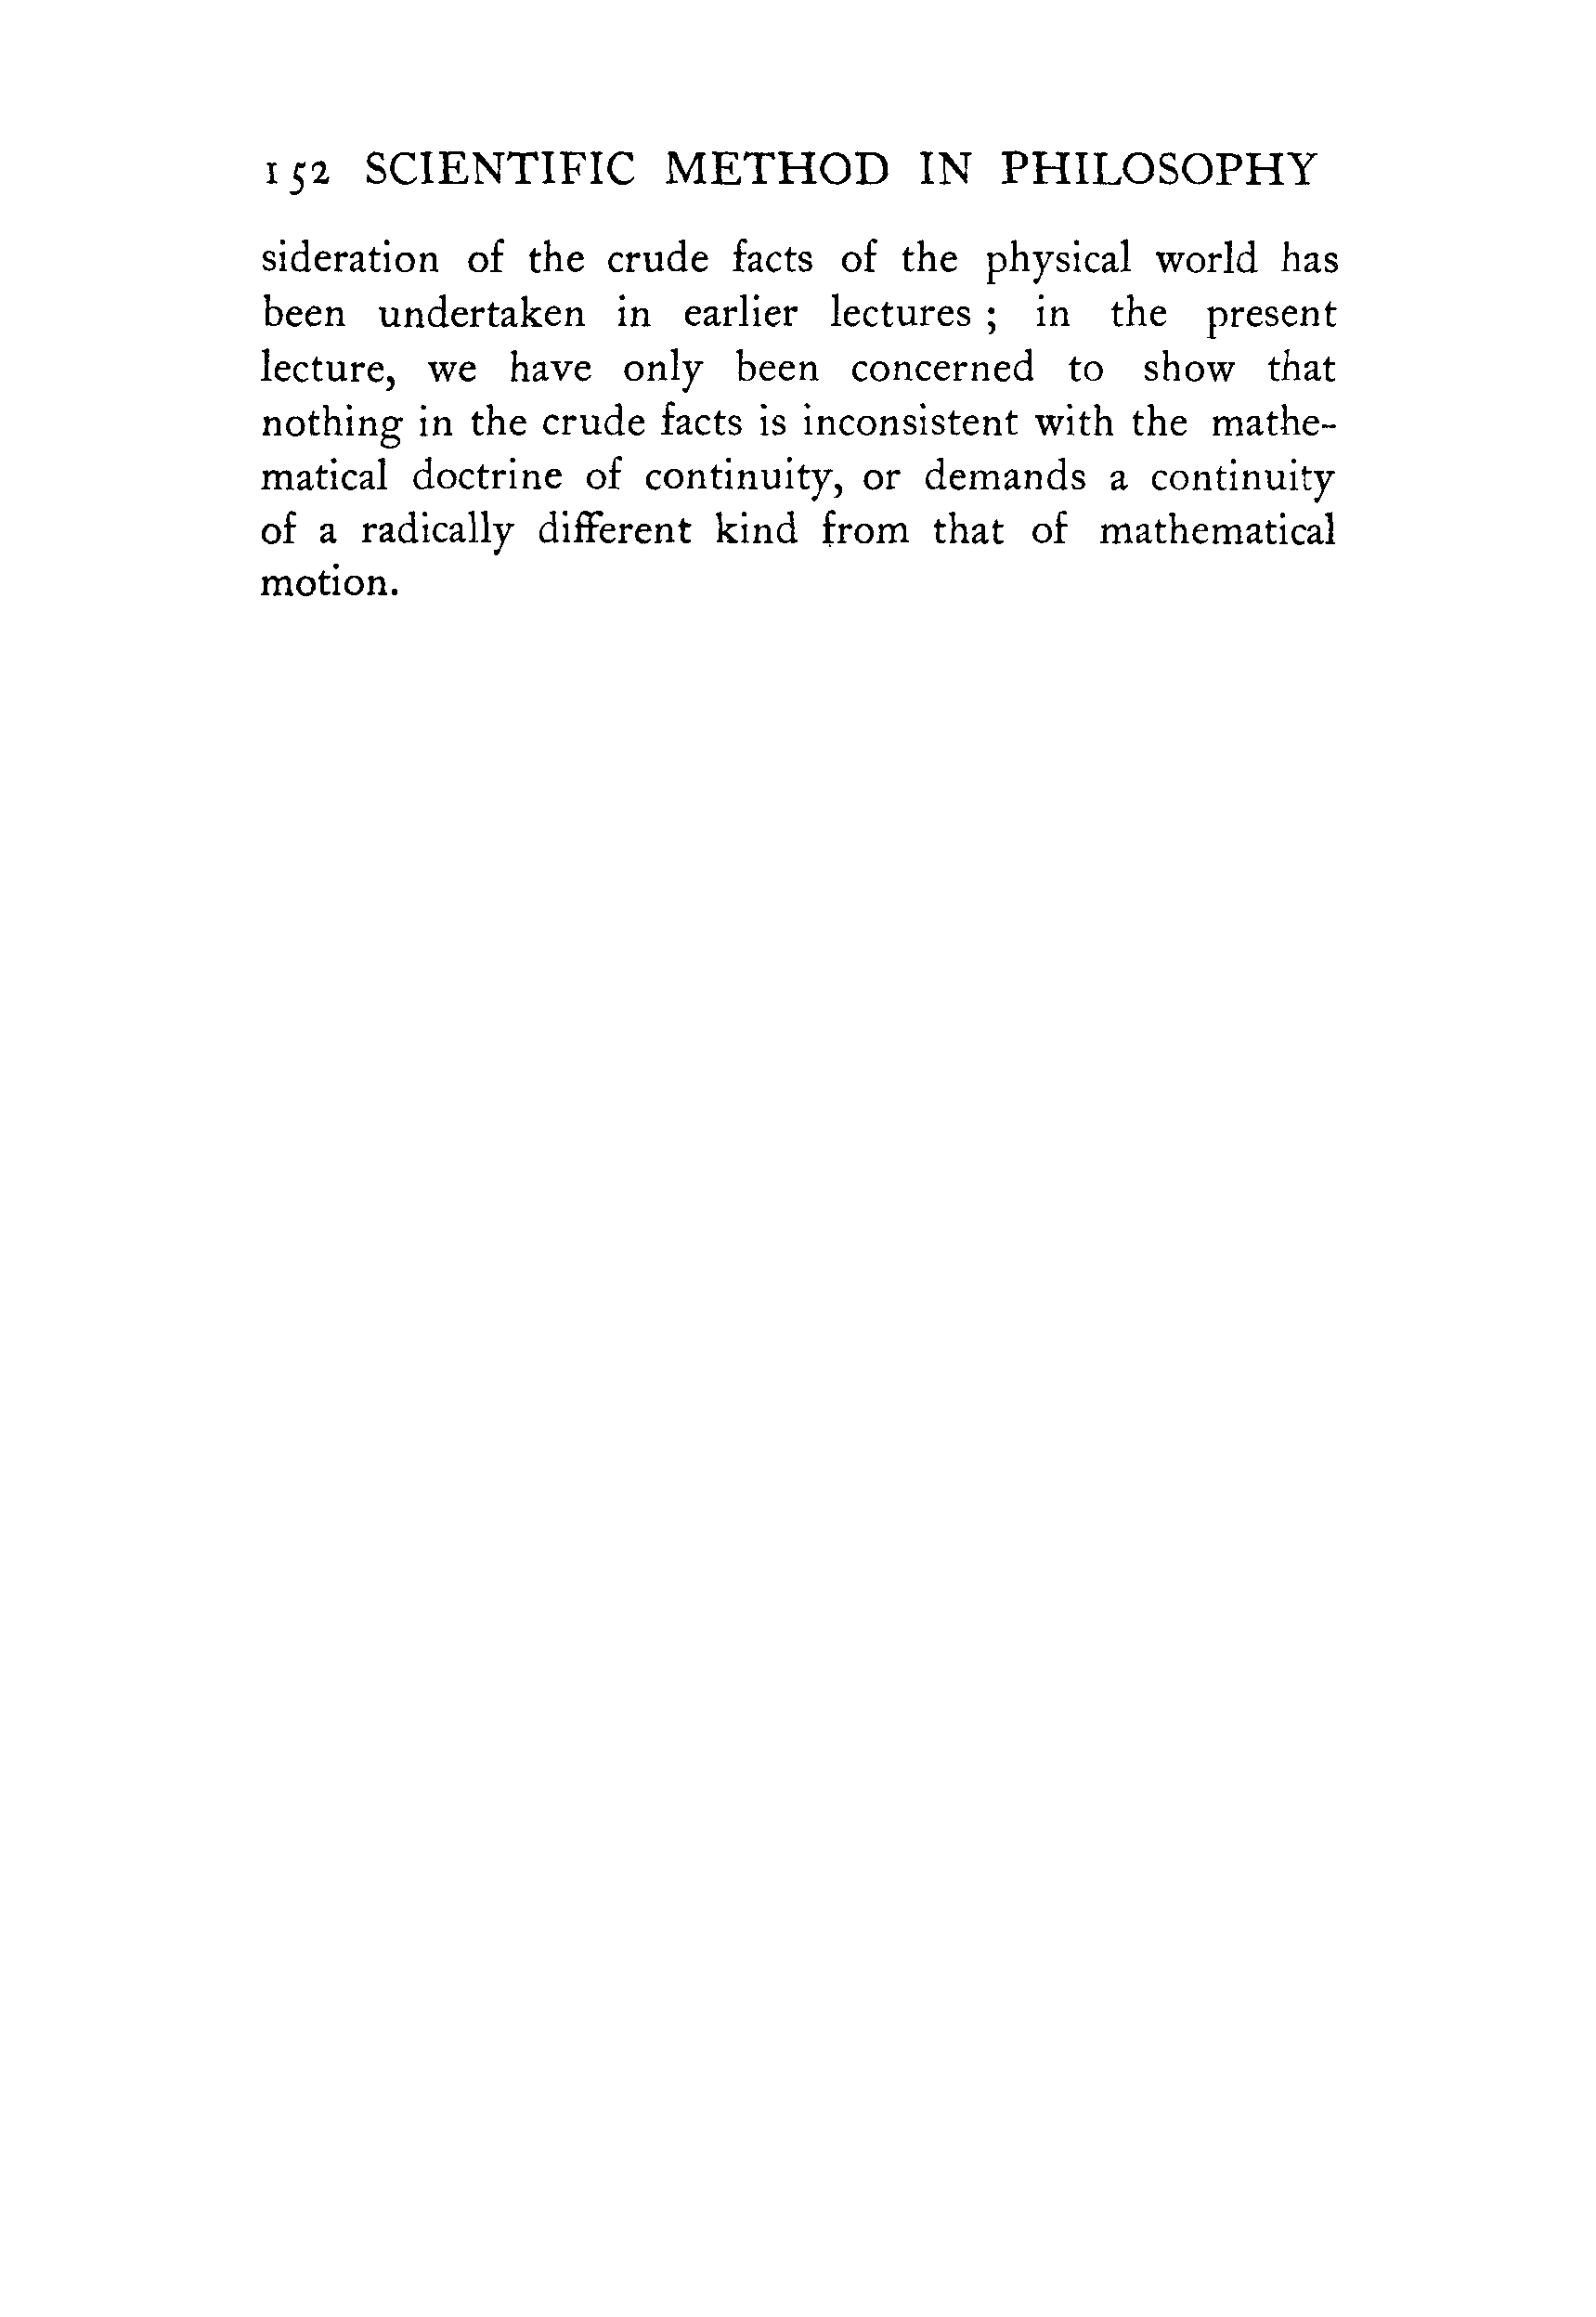 152 SCIENTIFIC METHOD IN PHILOSOPHY
sideration of the crude facts of the physical world has
been undertaken in earlier lectures ; in the present
lecture, we have only been concerned to show that
nothing in the crude facts is inconsistent with the mathe-
matical doctrine of continuity, or demands a continuity
of a radically different kind from that of mathematical
motion.